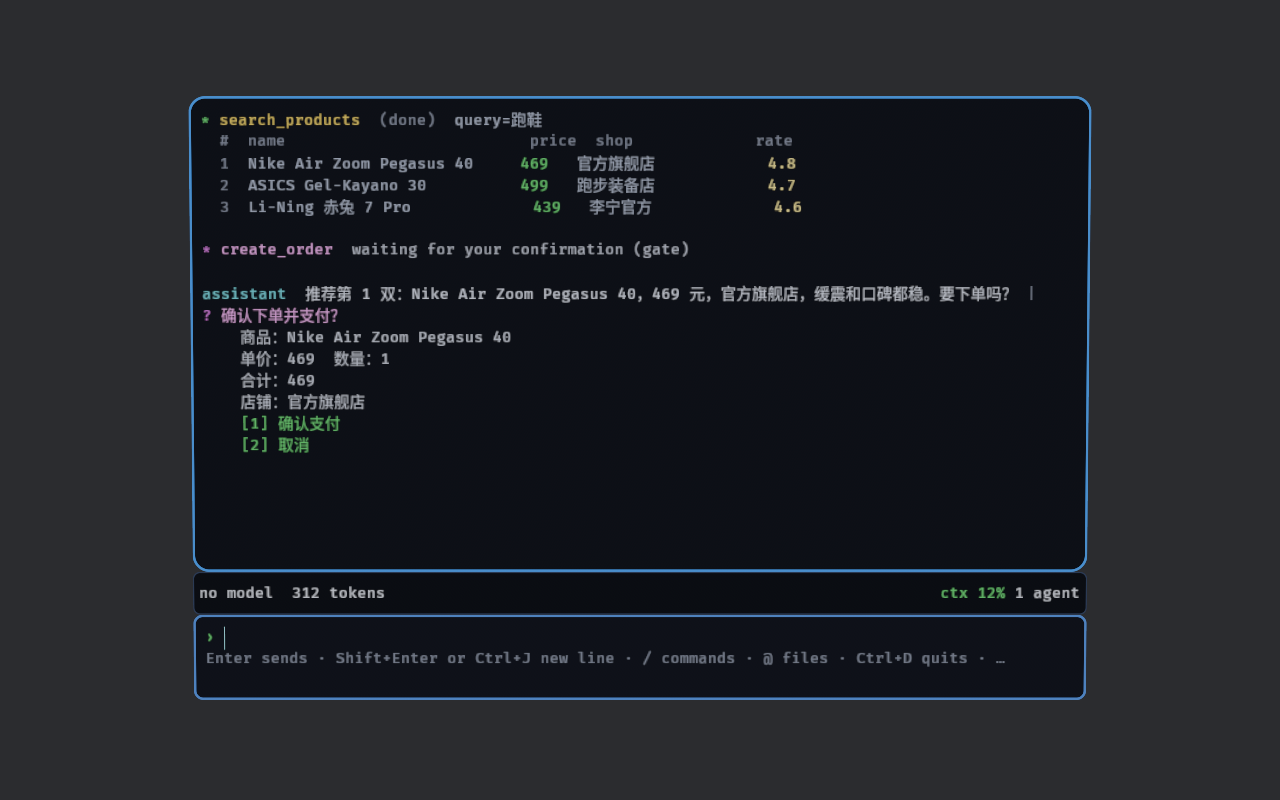 * search_products (done) query=跑鞋
# name price shop rate
1 Nike Air Zoom Pegasus 40 469 官方旗舰店 4.8
2 ASICS Gel-Kayano 30 499 跑步装备店 4.7
3 Li-Ning 赤兔 7 Pro 439 李宁官方 4.6
* create_order waiting for your confirmation (gate)
assistant 推荐第 1 双: Nike Air Zoom Pegasus 40, 469 元, 官方旗舰店, 缓震和口碑都稳。要下单吗?
? 确认下单并支付?
商品: Nike Air Zoom Pegasus 40
单价: 469 数量: 1
合计: 469
店铺: 官方旗舰店
[1] 确认支付
[2] 取消
no model 312 tokens ctx 12% 1 agent
›
Enter sends · Shift+Enter or Ctrl+J new line · / commands · @ files · Ctrl+D quits · …